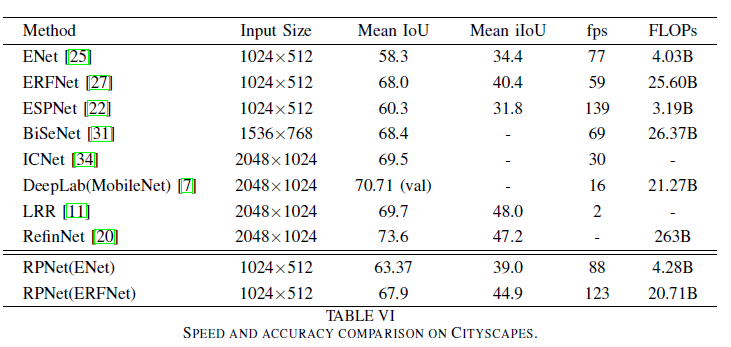 Method Input Size Mean IoU Mean iIoU fps FLOPs
ENet [25] 1024×512 58.3 34.4 77 4.03B
ERFNet [27] 1024×512 68.0 40.4 59 25.60B
ESPNet [22] 1024×512 60.3 31.8 139 3.19B
BiSeNet [31] 1536×768 68.4 - 69 26.37B
ICNet [34] 2048×1024 69.5 - 30 -
DeepLab(MobileNet) [7] 2048×1024 70.71 (val) - 16 21.27B
LRR [11] 2048×1024 69.7 48.0 2 -
RefinNet [20] 2048×1024 73.6 47.2 - 263B
RPNet(ENet) 1024×512 63.37 39.0 88 4.28B
RPNet(ERFNet) 1024×512 67.9 44.9 123 20.71B
TABLE VI
SPEED AND ACCURACY COMPARISON ON CITYSCAPES.